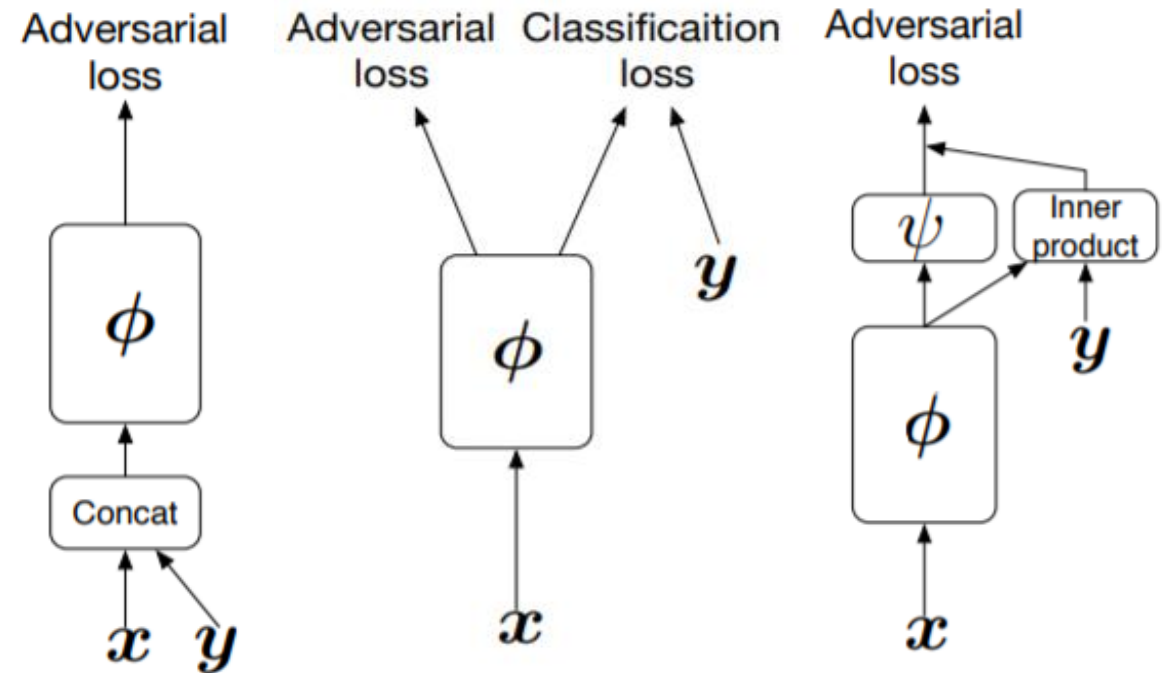 Adversarial
loss
ϕ
Concat
x y
Adversarial Classificaition
loss loss
y
ϕ
x
Adversarial
loss
ψ
Inner
product
y
ϕ
x